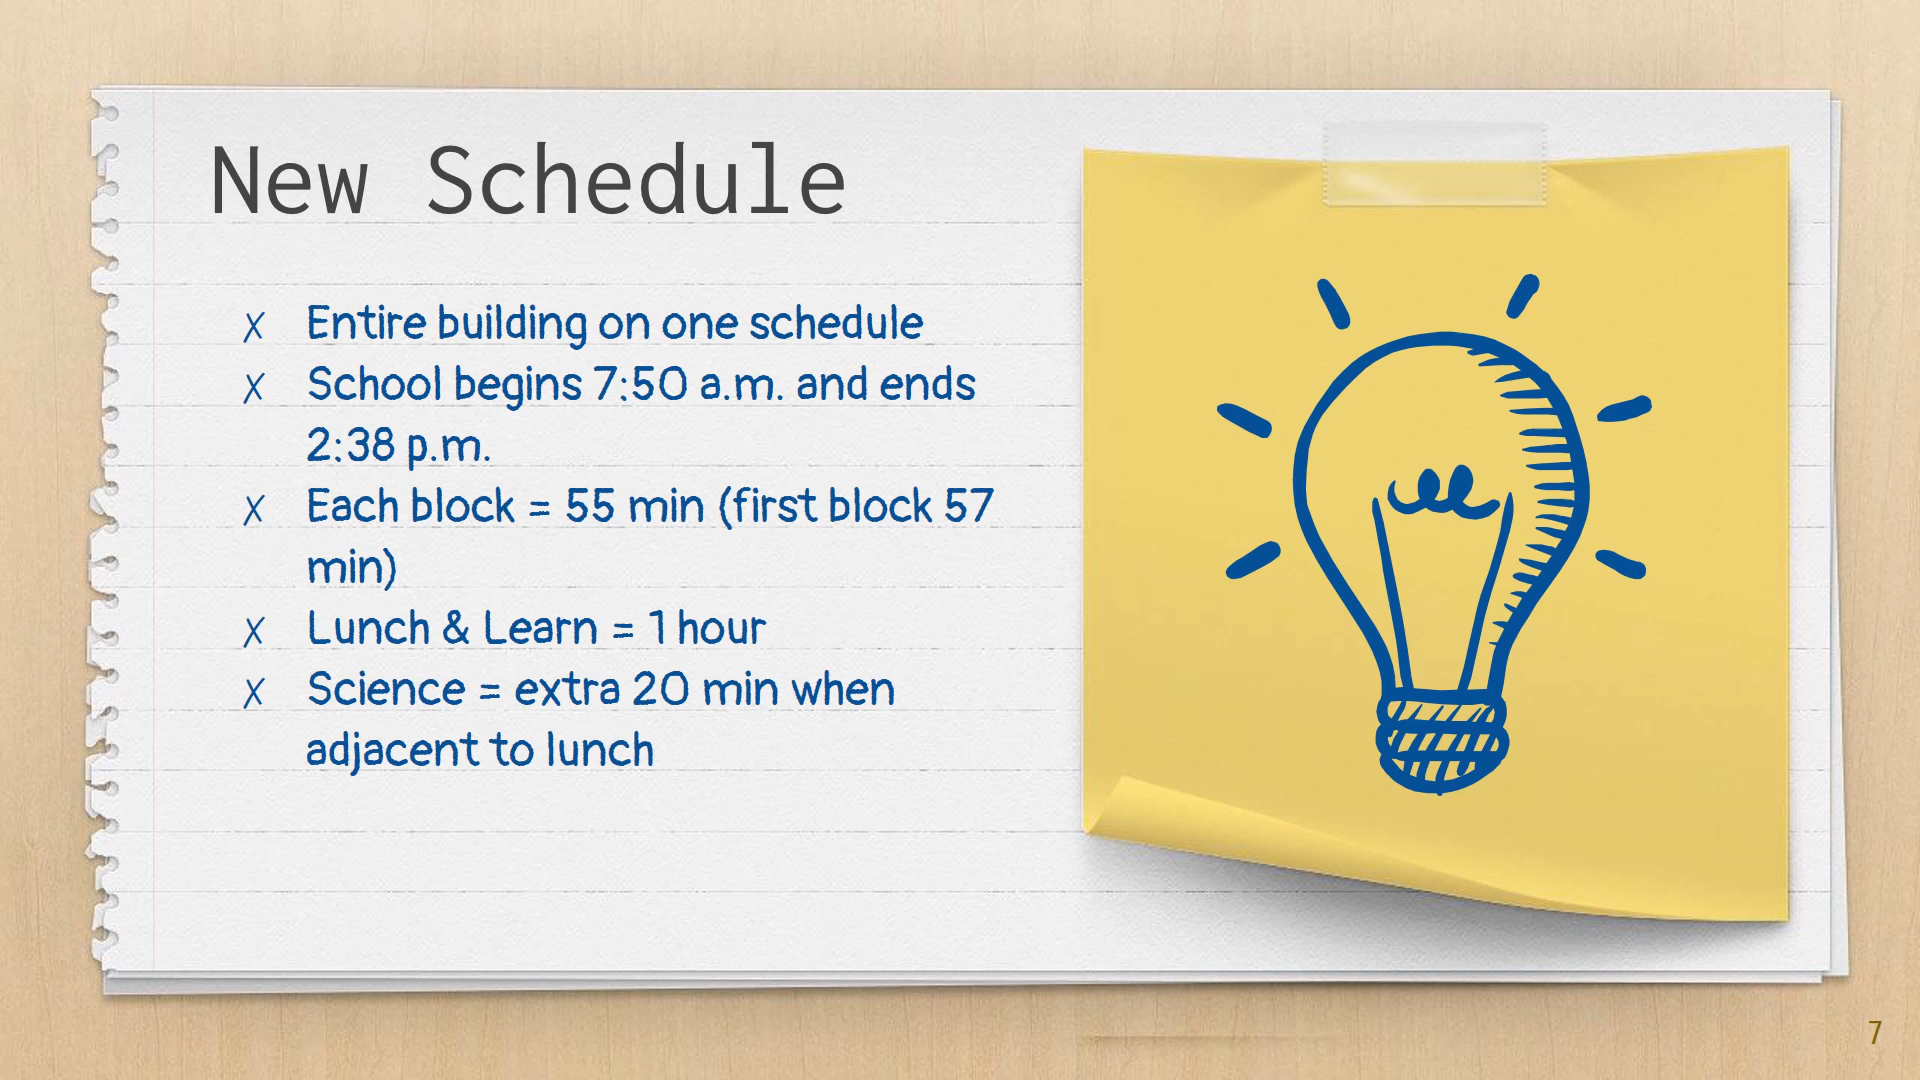 New Schedule
✗ Entire building on one schedule
✗ School begins 7:50 a.m. and ends
2:38 p.m.
✗ Each block = 55 min (first block 57
min)
✗ Lunch & Learn = 1 hour
✗ Science = extra 20 min when
adjacent to lunch
7